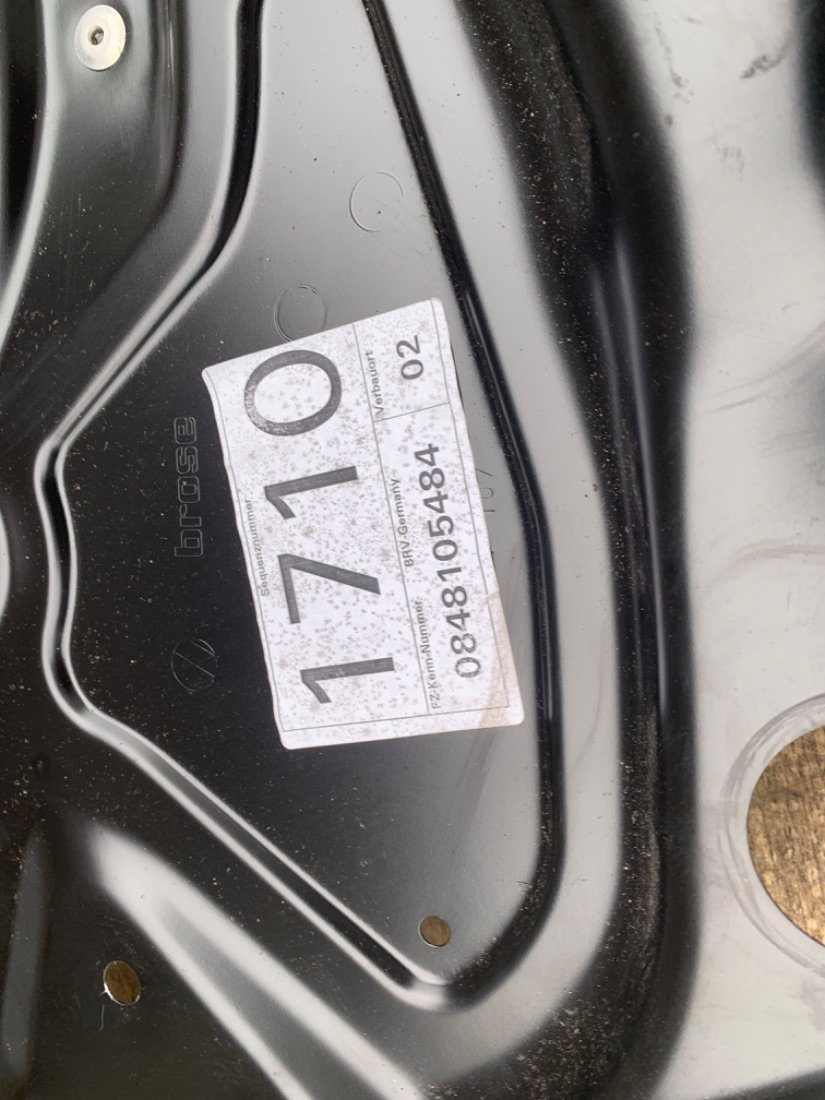 brose
Sequenznummer
1710
FZ-Kenn-Nummer BRV-Germany Verbauort
0848105484 02